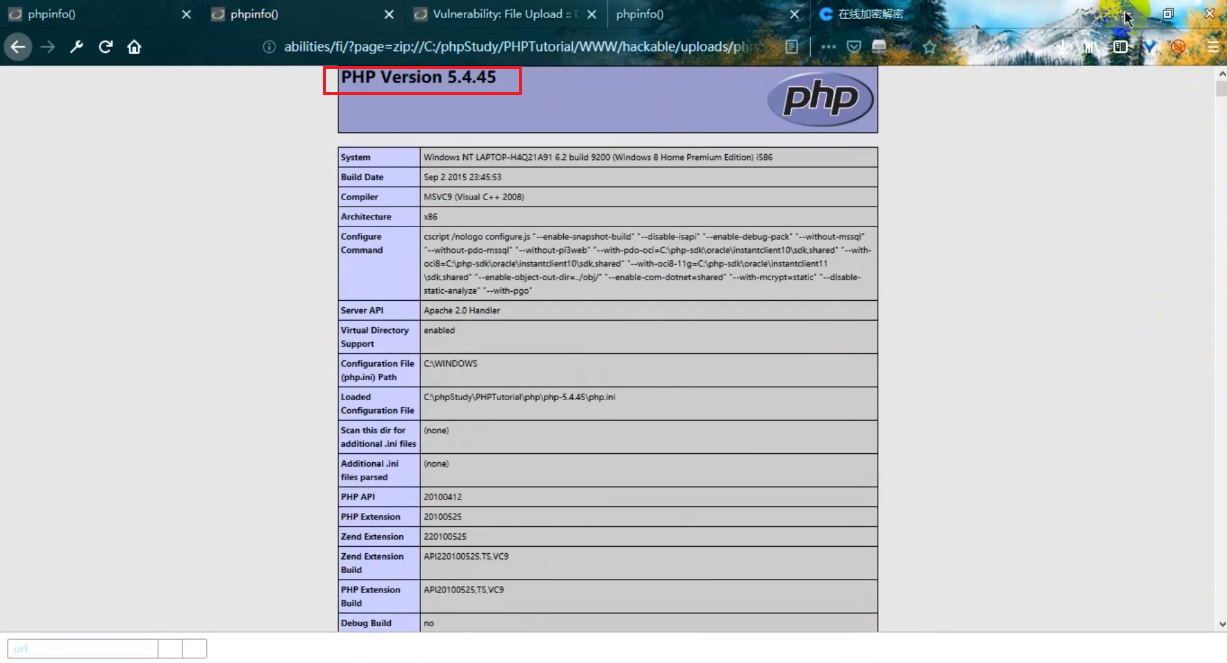 phpinfo()
phpinfo()
Vulnerability: File Upload ::
phpinfo()
在线加密解密
abilities/fi/?page=zip://C:/phpStudy/PHPTutorial/WWW/hackable/uploads/ph
PHP Version 5.4.45
php
System
Windows NT LAPTOP-H4Q21A91 6.2 build 9200 (Windows 8 Home Premium Edition) i586
Build Date
Sep 2 2015 23:45:53
Compiler
MSVC9 (Visual C++ 2008)
Architecture
x86
Configure
Command
cscript /nologo configure.js "--enable-snapshot-build" "--disable-isapi" "--enable-debug-pack" "--without-mssql"
"--without-pdo-mssql" "--without-pi3web" "--with-pdo-oci=C:\php-sdk\oracle\instantclient10\sdk,shared" "--with-
oci8=C:\php-sdk\oracle\instantclient10\sdk,shared" "--with-oci8-11g=C:\php-sdk\oracle\instantclient11
\sdk,shared" "--enable-object-out-dir=../obj/" "--enable-com-dotnet=shared" "--with-mcrypt=static" "--disable-
static-analyze" "--with-pgo"
Server API
Apache 2.0 Handler
Virtual Directory
Support
enabled
Configuration File
(php.ini) Path
C:\WINDOWS
Loaded
Configuration File
C:\phpStudy\PHPTutorial\php\php-5.4.45\php.ini
Scan this dir for
additional .ini files
(none)
Additional .ini
files parsed
(none)
PHP API
20100412
PHP Extension
20100525
Zend Extension
220100525
Zend Extension
Build
API220100525,TS,VC9
PHP Extension
Build
API20100525,TS,VC9
Debug Build
no
url